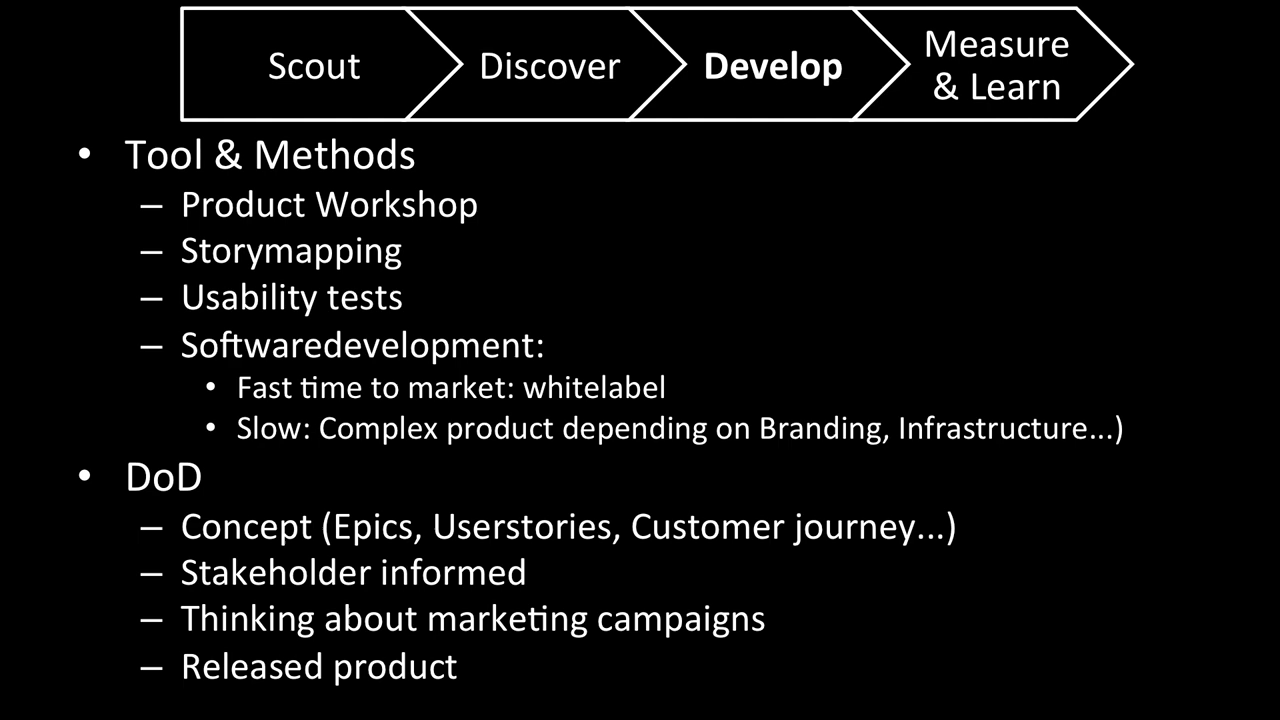 Scout
Discover
Develop
Measure
& Learn
• Tool & Methods
– Product Workshop
– Storymapping
– Usability tests
– Softwaredevelopment:
• Fast time to market: whitelabel
• Slow: Complex product depending on Branding, Infrastructure...)
• DoD
– Concept (Epics, Userstories, Customer journey...)
– Stakeholder informed
– Thinking about marketing campaigns
– Released product